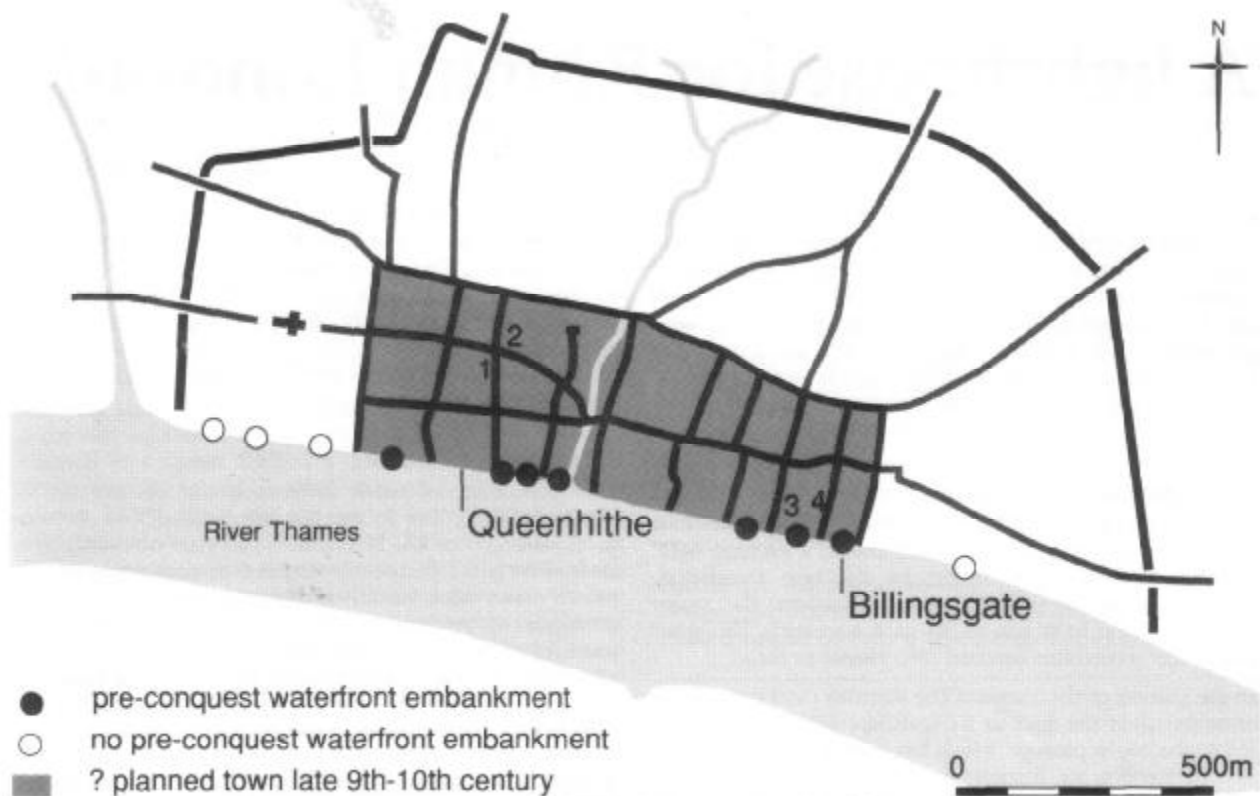 N
2
1
3 4
River Thames
Queenhithe
Billingsgate
pre-conquest waterfront embankment
no pre-conquest waterfront embankment
? planned town late 9th-10th century
0 500m